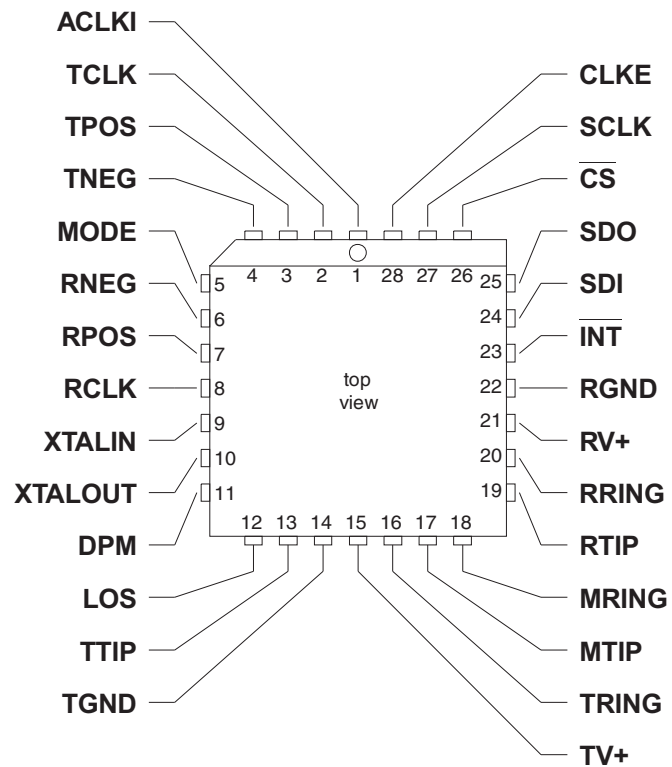 ACLKI
TCLK
TPOS
TNEG
MODE
RNEG
RPOS
RCLK
XTALIN
XTALOUT
DPM
LOS
TTIP
TGND
CLKE
SCLK
C̅S̅
SDO
SDI
I̅N̅T̅
RGND
RV+
RRING
RTIP
MRING
MTIP
TRING
TV+
4 3 2 1 28 27 26
5
6
7
8
9
10
11
25
24
23
22
21
20
19
12 13 14 15 16 17 18
top
view